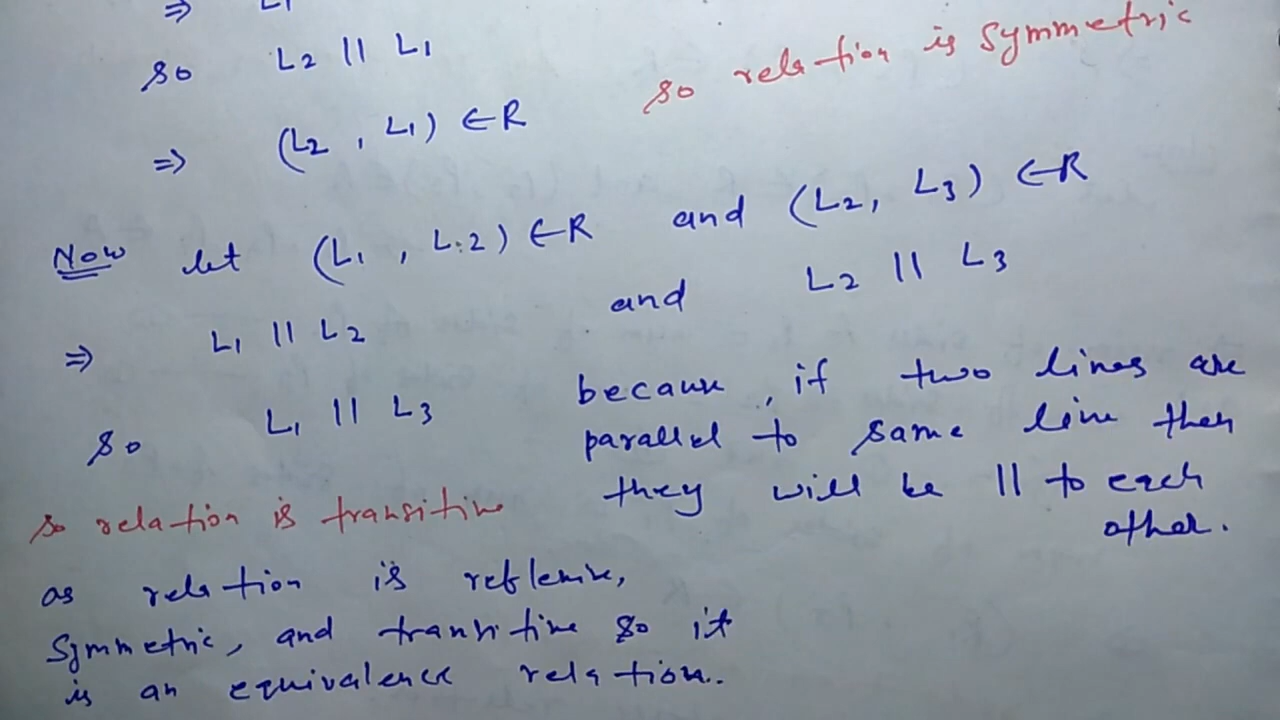 ⇒ L1
so L2 || L1
so relation is symmetric
⇒ (L2 , L1) ∈ R
Now let (L1 , L2) ∈ R and (L2, L3) ∈ R
⇒ L1 || L2 and L2 || L3
so L1 || L3
because, if two lines are
parallel to same line then
they will be || to each
other.
so relation is transitive
as relation is reflexive,
Symmetric, and transitive so it
is an equivalence relation..